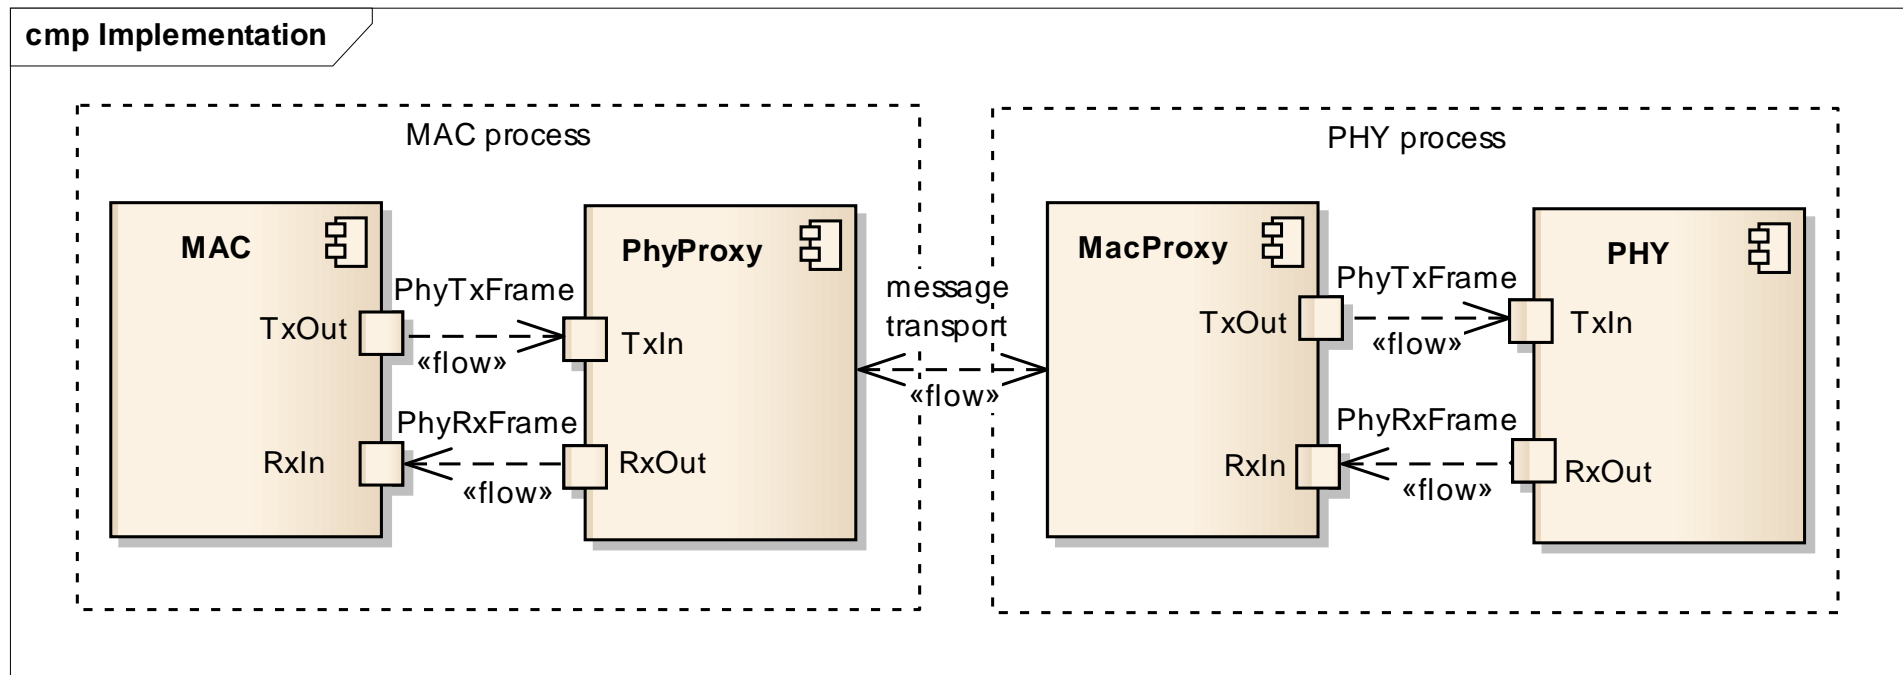 cmp Implementation
MAC process
MAC
PhyProxy
PhyTxFrame
TxOut
TxIn
«flow»
PhyRxFrame
RxIn
RxOut
«flow»
message
transport
«flow»
PHY process
MacProxy
PHY
PhyTxFrame
TxOut
TxIn
«flow»
PhyRxFrame
RxIn
RxOut
«flow»